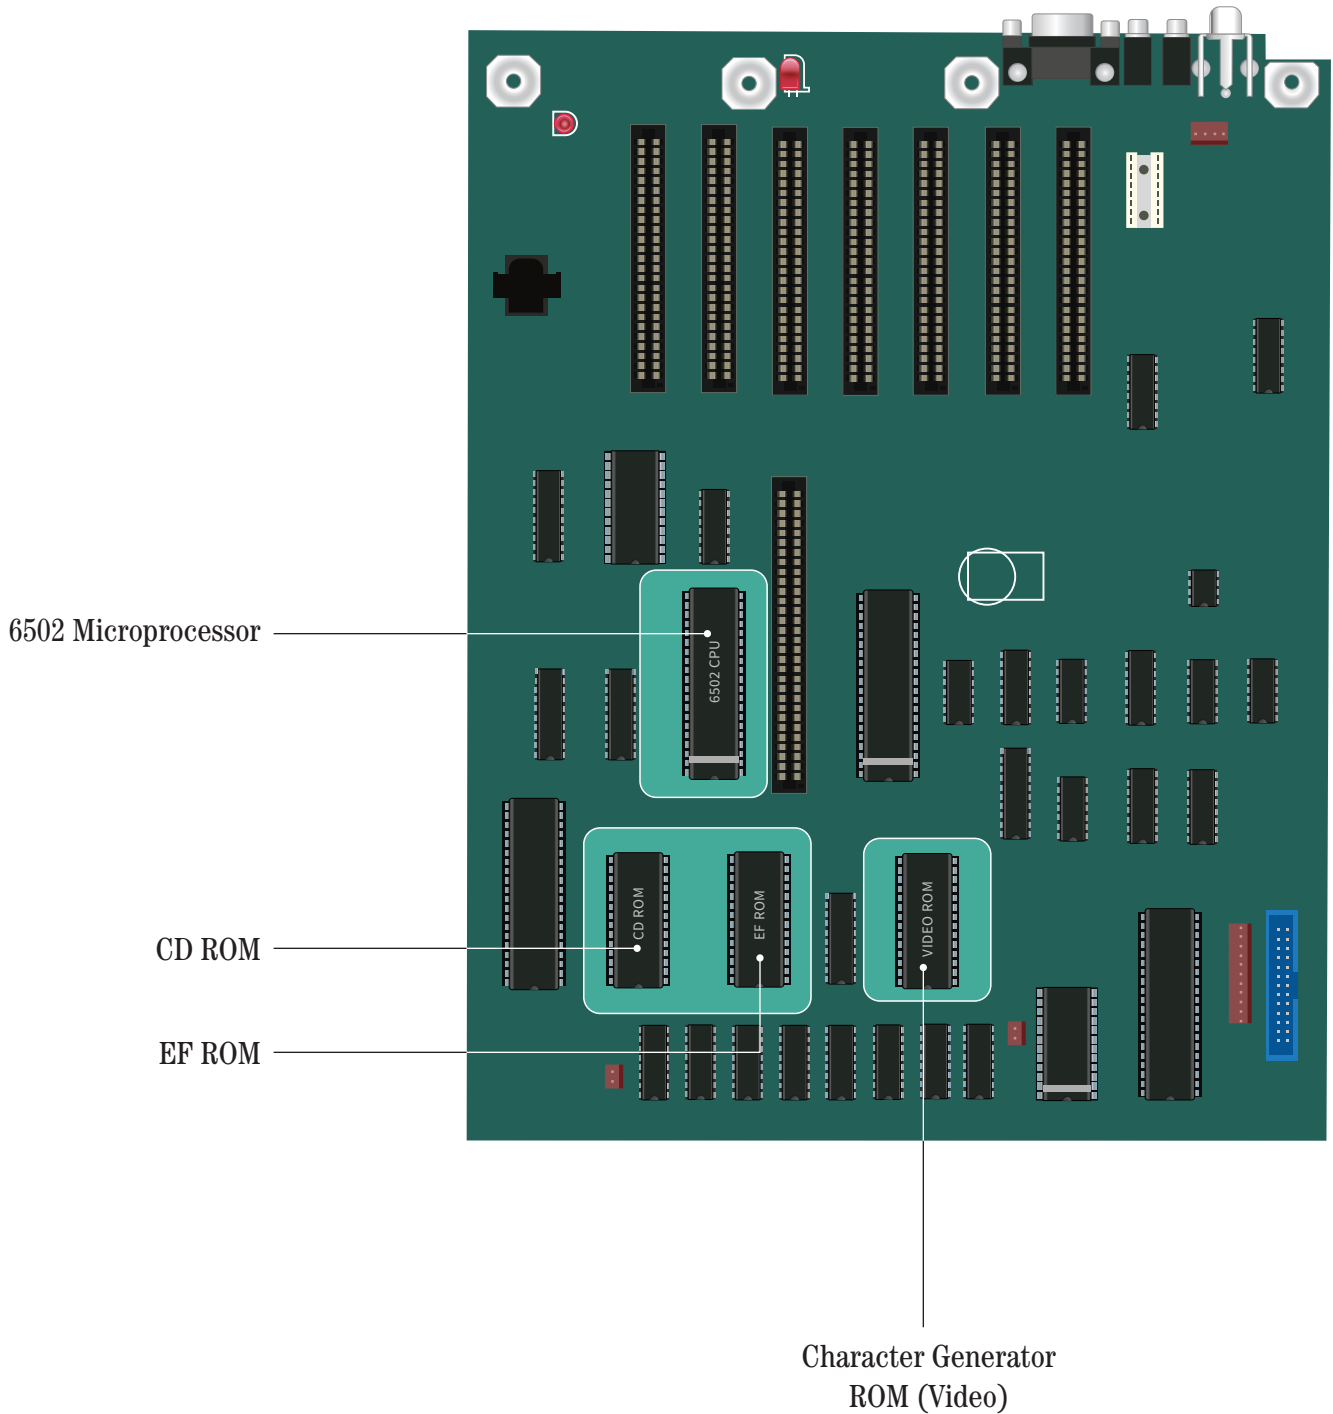 6502 Microprocessor
6502 CPU
CD ROM
EF ROM
VIDEO ROM
CD ROM
EF ROM
Character Generator
ROM (Video)